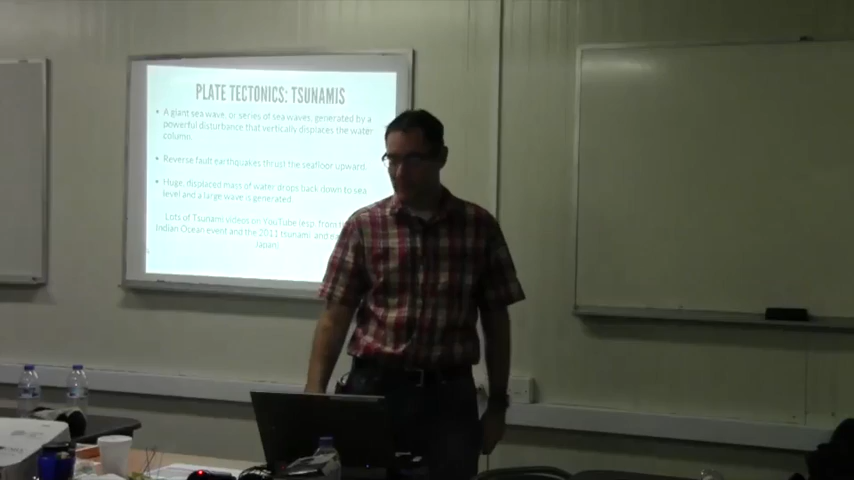 PLATE TECTONICS: TSUNAMIS
• A giant sea wave, or series of sea waves, generated by a
powerful disturbance that vertically displaces the water
column.
• Reverse fault earthquakes thrust the seafloor upward.
• Huge, displaced mass of water drops back down to sea
level and a large wave is generated.
Lots of Tsunami videos on YouTube (esp. from
Indian Ocean event and the 2011 tsunami and
Japan)